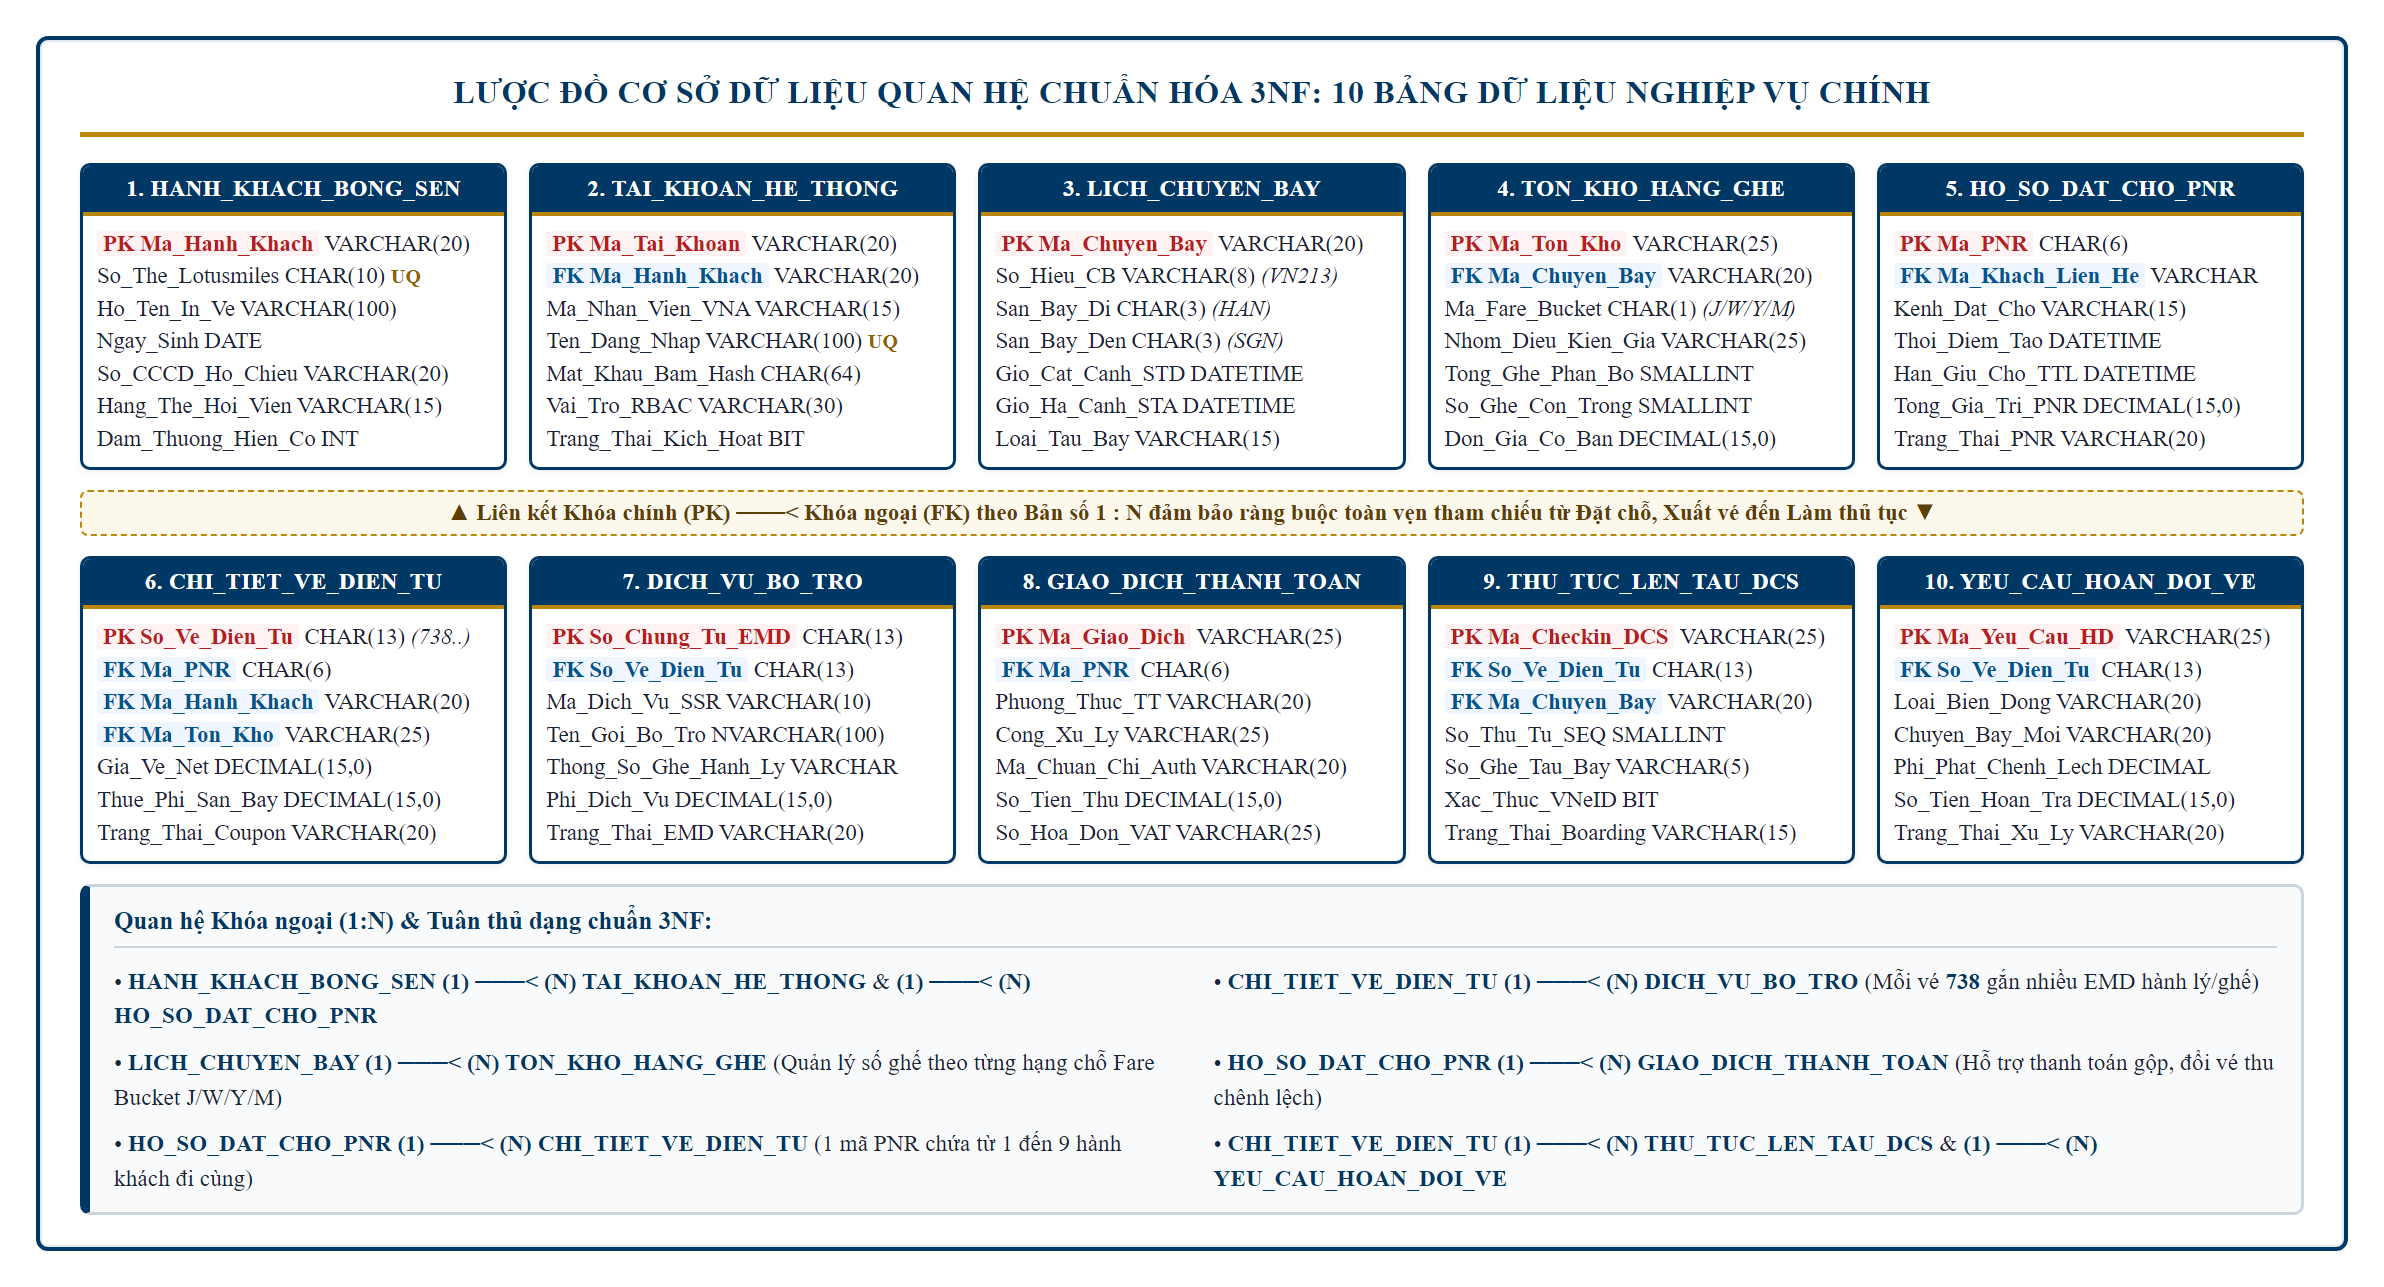 LƯỢC ĐỒ CƠ SỞ DỮ LIỆU QUAN HỆ CHUẨN HÓA 3NF: 10 BẢNG DỮ LIỆU NGHIỆP VỤ CHÍNH
1. HANH_KHACH_BONG_SEN
PK Ma_Hanh_Khach VARCHAR(20)
So_The_Lotusmiles CHAR(10) UQ
Ho_Ten_In_Ve VARCHAR(100)
Ngay_Sinh DATE
So_CCCD_Ho_Chieu VARCHAR(20)
Hang_The_Hoi_Vien VARCHAR(15)
Dam_Thuong_Hien_Co INT
2. TAI_KHOAN_HE_THONG
PK Ma_Tai_Khoan VARCHAR(20)
FK Ma_Hanh_Khach VARCHAR(20)
Ma_Nhan_Vien_VNA VARCHAR(15)
Ten_Dang_Nhap VARCHAR(100) UQ
Mat_Khau_Bam_Hash CHAR(64)
Vai_Tro_RBAC VARCHAR(30)
Trang_Thai_Kich_Hoat BIT
3. LICH_CHUYEN_BAY
PK Ma_Chuyen_Bay VARCHAR(20)
So_Hieu_CB VARCHAR(8) (VN213)
San_Bay_Di CHAR(3) (HAN)
San_Bay_Den CHAR(3) (SGN)
Gio_Cat_Canh_STD DATETIME
Gio_Ha_Canh_STA DATETIME
Loai_Tau_Bay VARCHAR(15)
4. TON_KHO_HANG_GHE
PK Ma_Ton_Kho VARCHAR(25)
FK Ma_Chuyen_Bay VARCHAR(20)
Ma_Fare_Bucket CHAR(1) (J/W/Y/M)
Nhom_Dieu_Kien_Gia VARCHAR(25)
Tong_Ghe_Phan_Bo SMALLINT
So_Ghe_Con_Trong SMALLINT
Don_Gia_Co_Ban DECIMAL(15,0)
5. HO_SO_DAT_CHO_PNR
PK Ma_PNR CHAR(6)
FK Ma_Khach_Lien_He VARCHAR
Kenh_Dat_Cho VARCHAR(15)
Thoi_Diem_Tao DATETIME
Han_Giu_Cho_TTL DATETIME
Tong_Gia_Tri_PNR DECIMAL(15,0)
Trang_Thai_PNR VARCHAR(20)
▲ Liên kết Khóa chính (PK) ───< Khóa ngoại (FK) theo Bản số 1 : N đảm bảo ràng buộc toàn vẹn tham chiếu từ Đặt chỗ, Xuất vé đến Làm thủ tục ▼
6. CHI_TIET_VE_DIEN_TU
PK So_Ve_Dien_Tu CHAR(13) (738..)
FK Ma_PNR CHAR(6)
FK Ma_Hanh_Khach VARCHAR(20)
FK Ma_Ton_Kho VARCHAR(25)
Gia_Ve_Net DECIMAL(15,0)
Thue_Phi_San_Bay DECIMAL(15,0)
Trang_Thai_Coupon VARCHAR(20)
7. DICH_VU_BO_TRO
PK So_Chung_Tu_EMD CHAR(13)
FK So_Ve_Dien_Tu CHAR(13)
Ma_Dich_Vu_SSR VARCHAR(10)
Ten_Goi_Bo_Tro NVARCHAR(100)
Thong_So_Ghe_Hanh_Ly VARCHAR
Phi_Dich_Vu DECIMAL(15,0)
Trang_Thai_EMD VARCHAR(20)
8. GIAO_DICH_THANH_TOAN
PK Ma_Giao_Dich VARCHAR(25)
FK Ma_PNR CHAR(6)
Phuong_Thuc_TT VARCHAR(20)
Cong_Xu_Ly VARCHAR(25)
Ma_Chuan_Chi_Auth VARCHAR(20)
So_Tien_Thu DECIMAL(15,0)
So_Hoa_Don_VAT VARCHAR(25)
9. THU_TUC_LEN_TAU_DCS
PK Ma_Checkin_DCS VARCHAR(25)
FK So_Ve_Dien_Tu CHAR(13)
FK Ma_Chuyen_Bay VARCHAR(20)
So_Thu_Tu_SEQ SMALLINT
So_Ghe_Tau_Bay VARCHAR(5)
Xac_Thuc_VNeID BIT
Trang_Thai_Boarding VARCHAR(15)
10. YEU_CAU_HOAN_DOI_VE
PK Ma_Yeu_Cau_HD VARCHAR(25)
FK So_Ve_Dien_Tu CHAR(13)
Loai_Bien_Dong VARCHAR(20)
Chuyen_Bay_Moi VARCHAR(20)
Phi_Phat_Chenh_Lech DECIMAL
So_Tien_Hoan_Tra DECIMAL(15,0)
Trang_Thai_Xu_Ly VARCHAR(20)
Quan hệ Khóa ngoại (1:N) & Tuân thủ dạng chuẩn 3NF:
• HANH_KHACH_BONG_SEN (1) ───< (N) TAI_KHOAN_HE_THONG & (1) ───< (N)
HO_SO_DAT_CHO_PNR
• LICH_CHUYEN_BAY (1) ───< (N) TON_KHO_HANG_GHE (Quản lý số ghế theo từng hạng chỗ Fare
Bucket J/W/Y/M)
• HO_SO_DAT_CHO_PNR (1) ───< (N) CHI_TIET_VE_DIEN_TU (1 mã PNR chứa từ 1 đến 9 hành
khách đi cùng)
• CHI_TIET_VE_DIEN_TU (1) ───< (N) DICH_VU_BO_TRO (Mỗi vé 738 gắn nhiều EMD hành lý/ghế)
• HO_SO_DAT_CHO_PNR (1) ───< (N) GIAO_DICH_THANH_TOAN (Hỗ trợ thanh toán gộp, đổi vé thu
chênh lệch)
• CHI_TIET_VE_DIEN_TU (1) ───< (N) THU_TUC_LEN_TAU_DCS & (1) ───< (N)
YEU_CAU_HOAN_DOI_VE